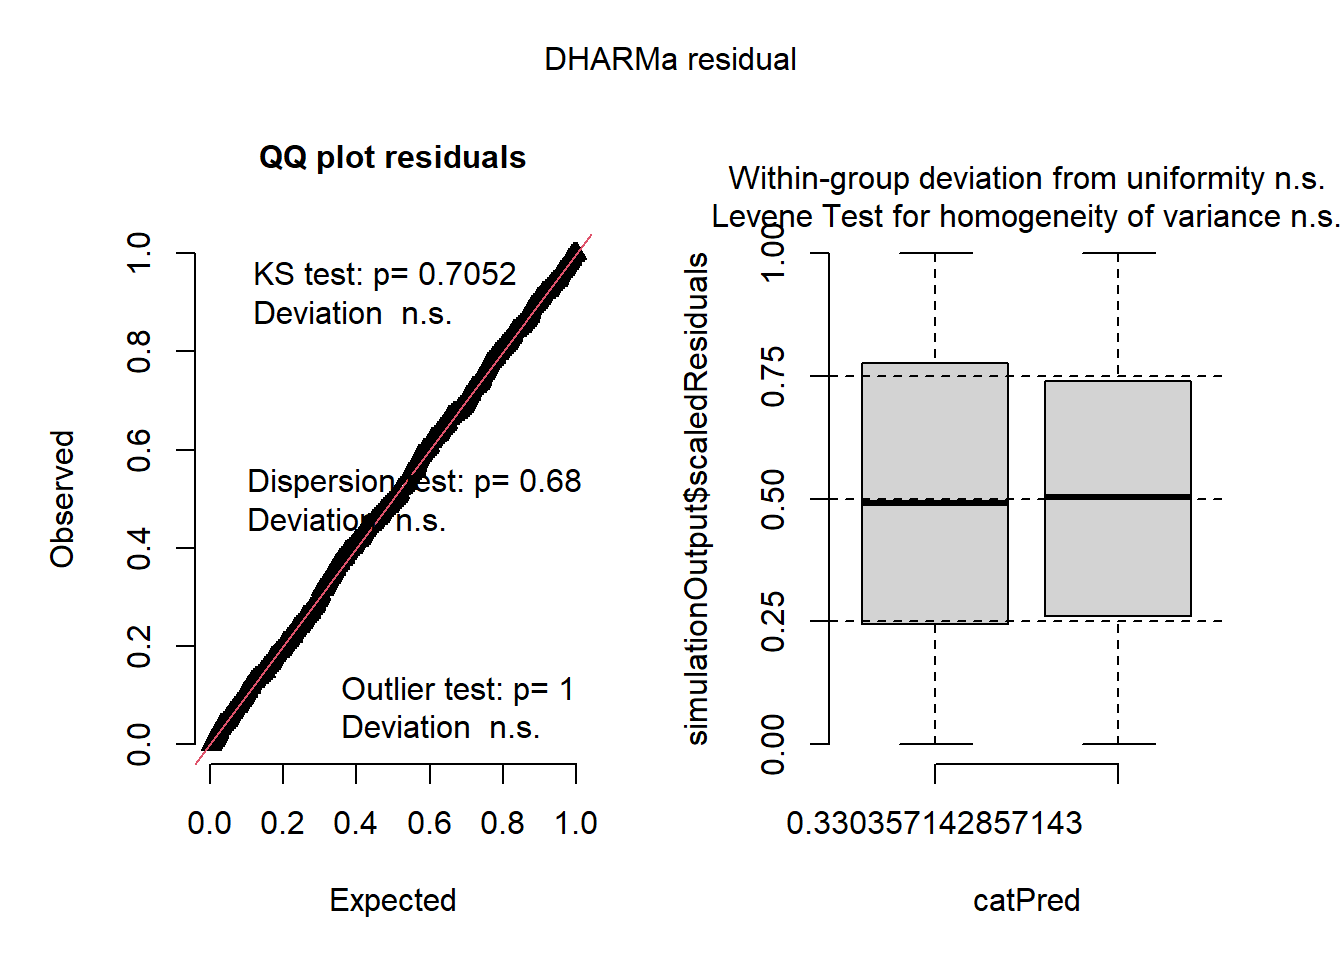 DHARMa residual
QQ plot residuals
KS test: p= 0.7052
Deviation  n.s.
Dispersion test: p= 0.68
Deviation  n.s.
Outlier test: p= 1
Deviation  n.s.
Observed
0.0 0.2 0.4 0.6 0.8 1.0
0.0 0.2 0.4 0.6 0.8 1.0
Expected
Within-group deviation from uniformity n.s.
Levene Test for homogeneity of variance n.s.
simulationOutput$scaledResiduals
0.00 0.25 0.50 0.75 1.00
0.330357142857143
catPred